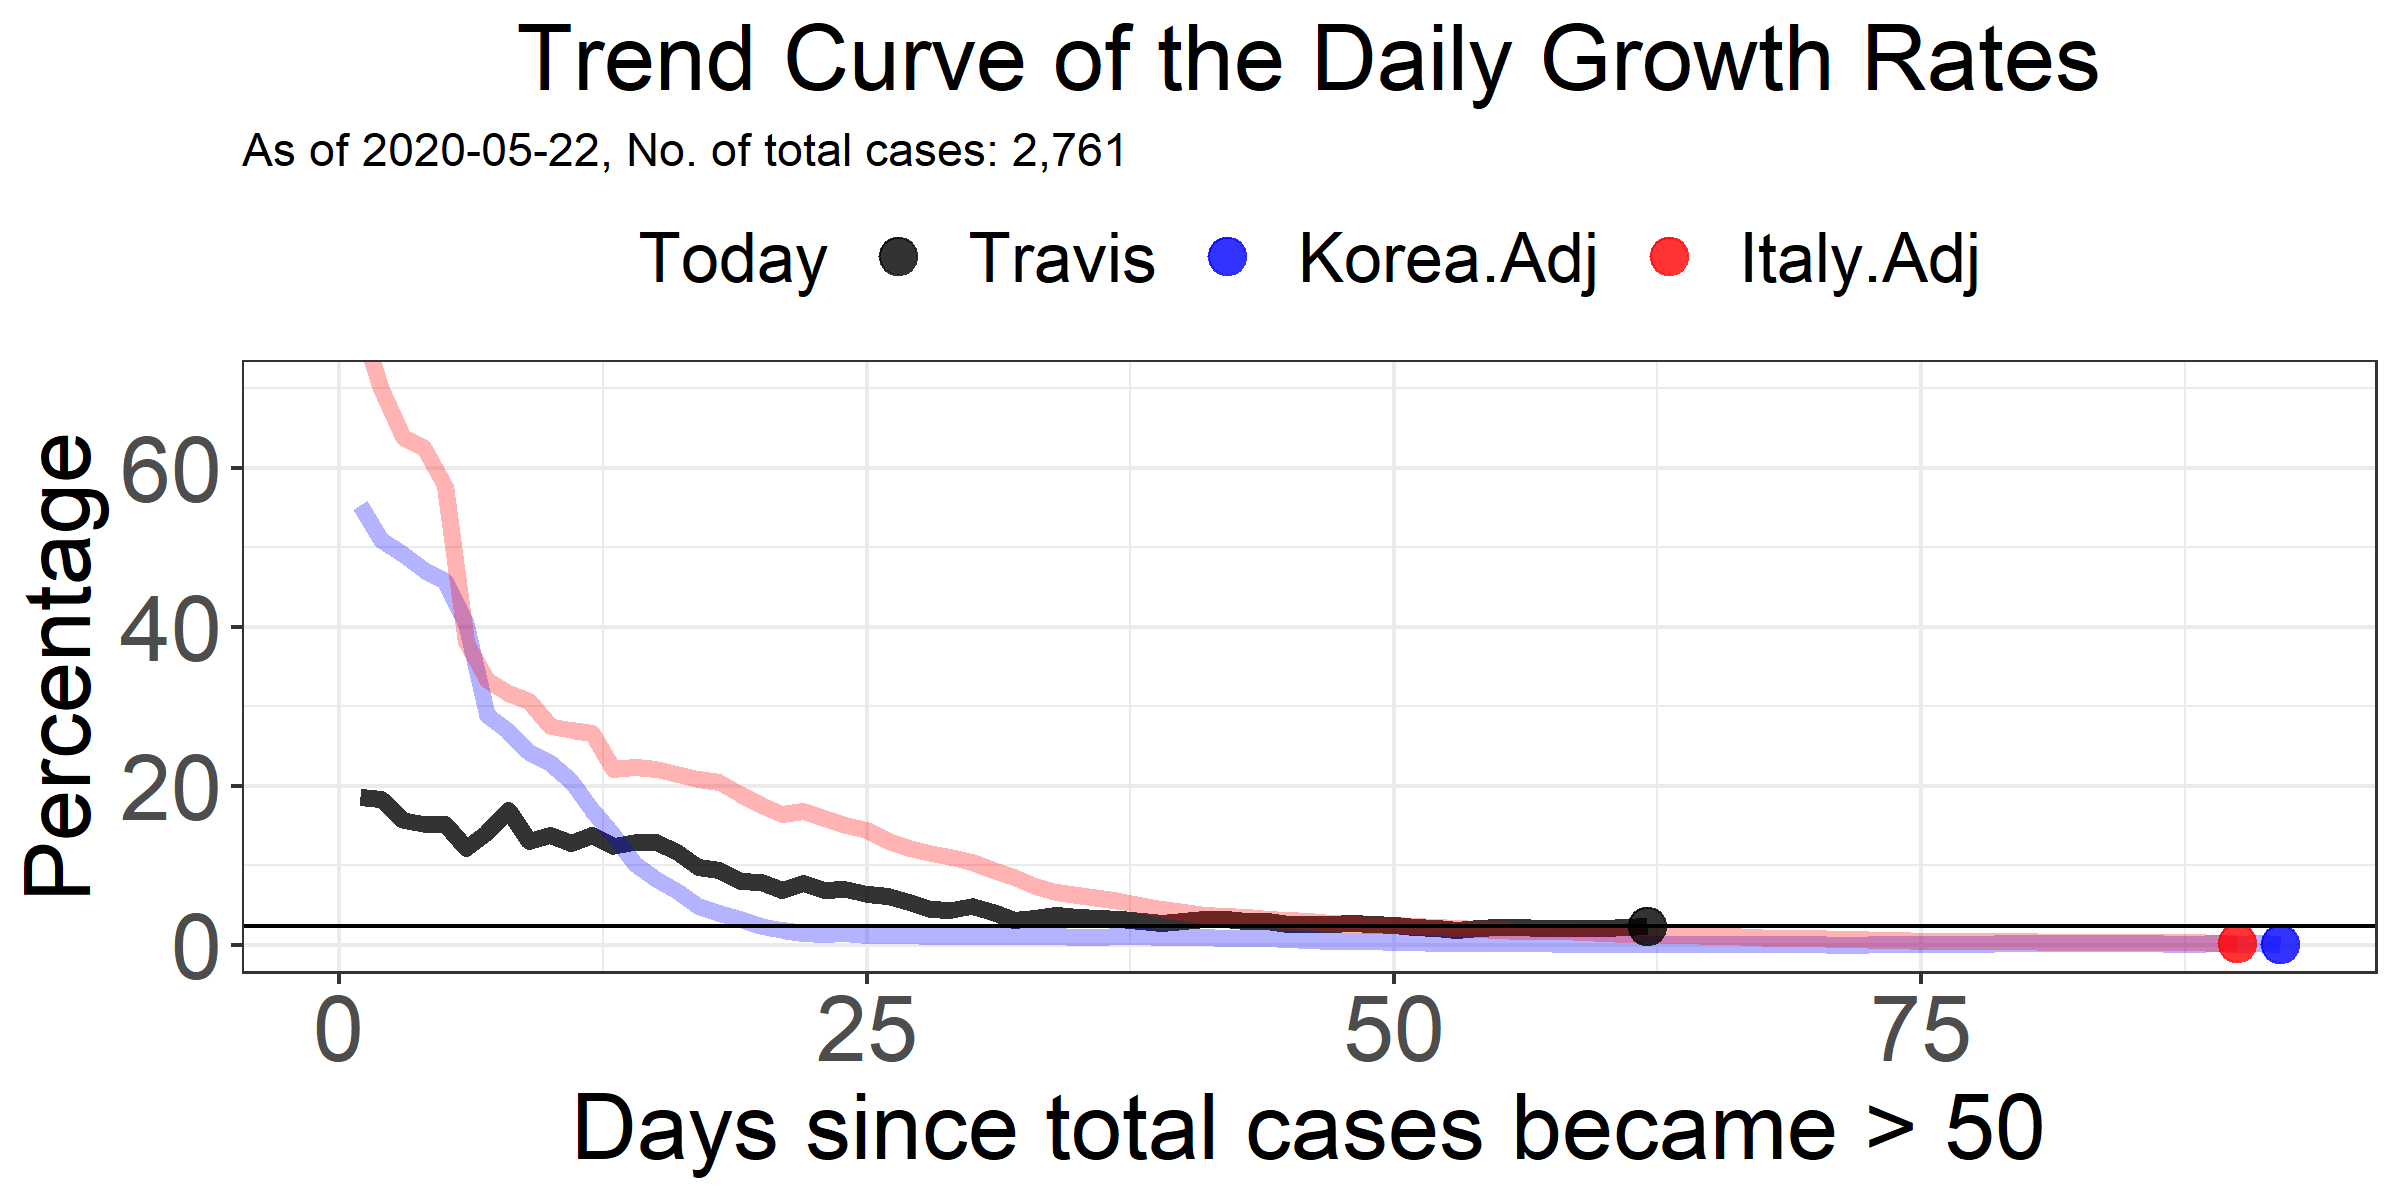 Trend Curve of the Daily Growth Rates
As of 2020-05-22, No. of total cases: 2,761
Today Travis Korea.Adj Italy.Adj
Percentage
60
40
20
0
0 25 50 75
Days since total cases became > 50